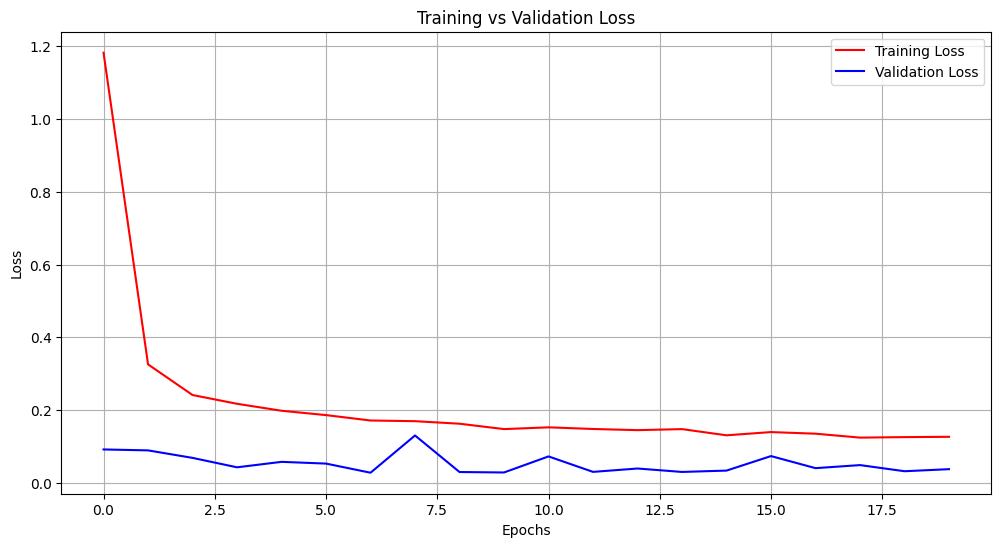 Training vs Validation Loss
Training Loss
Validation Loss
1.2
1.0
0.8
0.6
0.4
0.2
0.0
Loss
0.0 2.5 5.0 7.5 10.0 12.5 15.0 17.5
Epochs